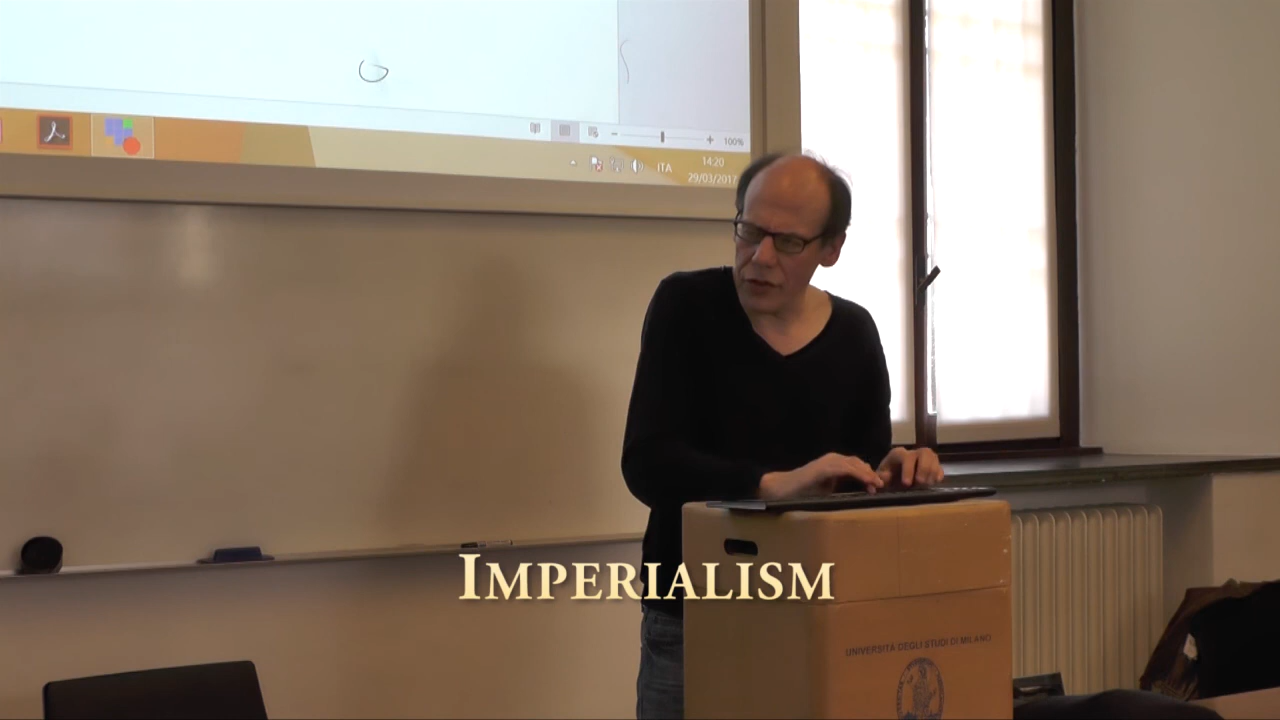 100%
ITA
14:20
29/03/2017
IMPERIALISM
UNIVERSITÀ DEGLI STUDI DI MILANO